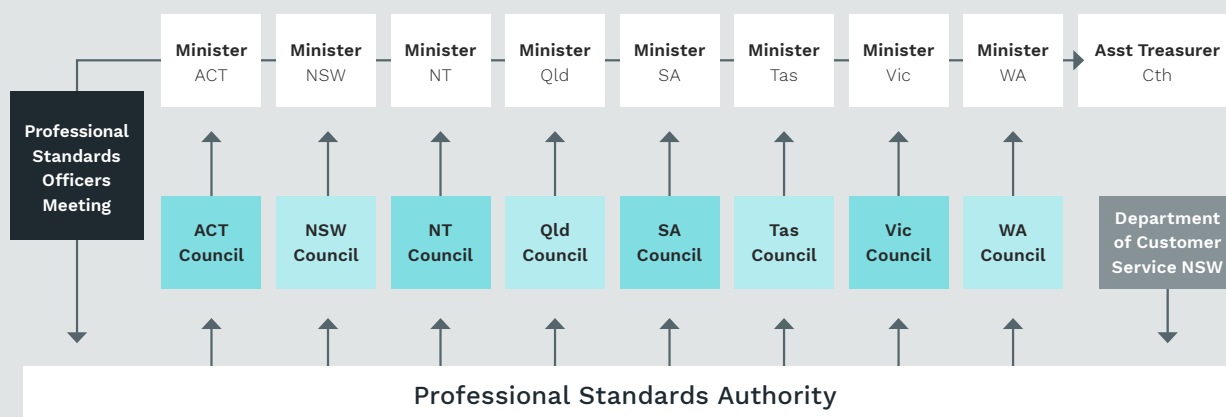 Minister
ACT
Minister
NSW
Minister
NT
Minister
Qld
Minister
SA
Minister
Tas
Minister
Vic
Minister
WA
Asst Treasurer
Cth
Professional
Standards
Officers
Meeting
ACT
Council
NSW
Council
NT
Council
Qld
Council
SA
Council
Tas
Council
Vic
Council
WA
Council
Department
of Customer
Service NSW
Professional Standards Authority